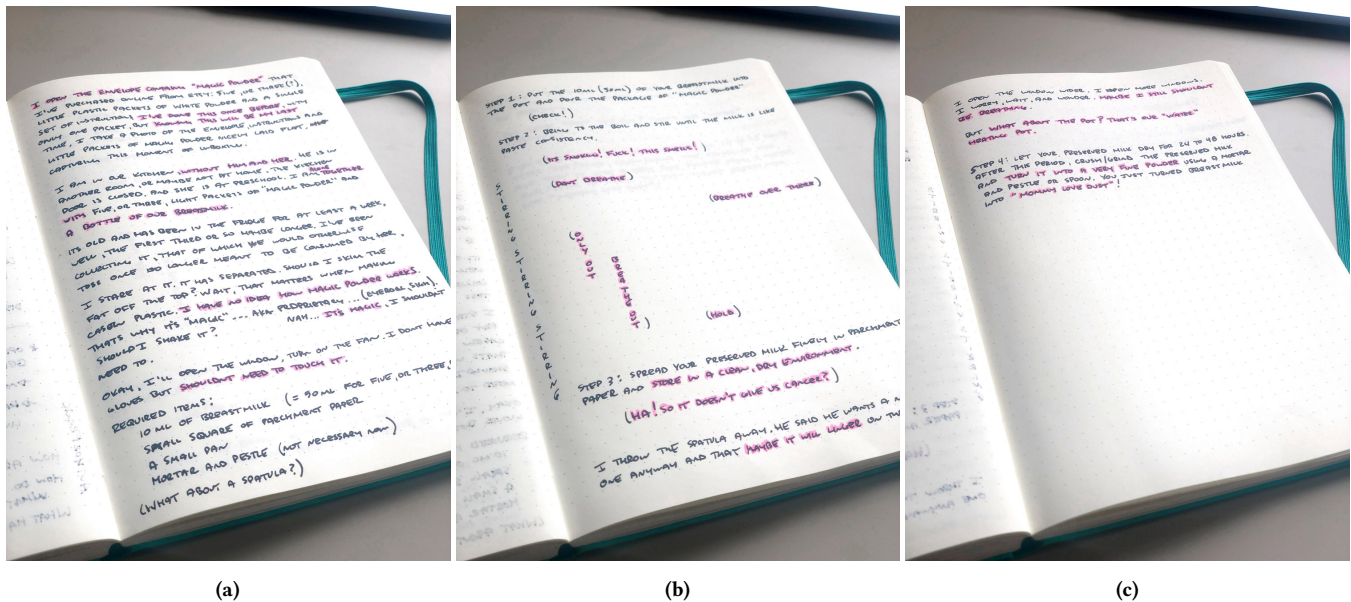 I OPEN THE ENVELOPE CONTAINING "MAGIC POWDER" THAT
I'VE PURCHASED ONLINE FROM ETSY: FIVE, OR THREE(?),
LITTLE PLASTIC PACKETS OF WHITE POWDER AND A SINGLE
SET OF INSTRUCTIONS. I'VE DONE THIS ONCE BEFORE, WITH
ONLY ONE PACKET, BUT KNOWING THIS WILL BE MY LAST
TIME, I TAKE A PHOTO OF THE ENVELOPE, INSTRUCTIONS AND
LITTLE PACKETS OF MAGIC POWDER NICELY LAID FLAT,
CAPTURING THIS MOMENT OF UNBOXING.
I AM IN OUR KITCHEN, WITHOUT HIM AND HER. HE IS IN
ANOTHER ROOM, OR MAYBE NOT AT HOME. THE KITCHEN
DOOR IS CLOSED. AND SHE IS AT PRESCHOOL. I AM ALONE TOGETHER
WITH FIVE, OR THREE, LIGHT PACKETS OF "MAGIC POWDER" AND
A BOTTLE OF OUR BREASTMILK.
ITS OLD AND HAS BEEN IN THE FRIDGE FOR AT LEAST A WEEK,
WELL, THE FIRST THIRD OR SO MAYBE LONGER. I'VE BEEN
COLLECTING IT, THAT OF WHICH WE WOULD OTHERWISE
TOSS ONCE NO LONGER MEANT TO BE CONSUMED BY HER.
I STARE AT IT. IT HAS SEPARATED. SHOULD I SKIM THE
FAT OFF THE TOP? WAIT, THAT MATTERS WHEN MAKING
CASEIN PLASTIC. I HAVE NO IDEA HOW MAGIC POWDER WORKS.
THATS WHY IT'S "MAGIC" ... AKA PROPRIETARY ... (EYEROLL, SIGH).
SHOULD I SHAKE IT? NAH... IT'S MAGIC. I SHOULDN'T
NEED TO.
OKAY, I'LL OPEN THE WINDOW, TURN ON THE FAN. I DONT HAVE
GLOVES BUT SHOULDNT NEED TO TOUCH IT.
REQUIRED ITEMS:
10 ML OF BREASTMILK (= 90ML FOR FIVE, OR THREE,
SMALL SQUARE OF PARCHMENT PAPER
A SMALL PAN
MORTAR AND PESTLE (NOT NECESSARY NOW)
(WHAT ABOUT A SPATULA?)
(a)
STEP 1: PUT THE 10ML (30ML) OF YOUR BREASTMILK INTO
THE POT AND POUR THE PACKAGE OF "MAGIC POWDER"
(CHECK!)
STEP 2: BRING TO THE BOIL AND STIR UNTIL THE MILK IS LIKE
PASTE CONSISTENCY.
(ITS SMOKING! FUCK! THIS SMELLS!)
(DONT BREATHE)
(BREATHE OVER THERE)
STIRRING STIRRING STIRRING
(ONLY OUT
BREATHING OUT)
(HOLD)
STEP 3: SPREAD YOUR PRESERVED MILK FINELY IN PARCHMENT
PAPER AND STORE IN A CLEAN, DRY ENVIRONMENT.
(HA! SO IT DOESN'T GIVE US CANCER?)
I THROW THE SPATULA AWAY. HE SAID HE WANTS A
ONE ANYWAY AND THAT MAYBE IT WILL LINGER ON
(b)
I OPEN THE WINDOW WIDER. I OPEN MORE WINDOWS.
I WORRY, WAIT, AND WONDER. MAYBE I STILL SHOULDNT
BE BREATHING.
BUT WHAT ABOUT THE POT? THAT'S OUR "WATER"
HEATING POT.
STEP 4: LET YOUR PRESERVED MILK DRY FOR 24 TO 48 HOURS.
AFTER THIS PERIOD, CRUSH/GRIND THE PRESERVED MILK
AND TURN IT INTO A VERY FINE POWDER USING A MORTAR
AND PESTLE OR SPOON. YOU JUST TURNED BREASTMILK
INTO "MOMMY LOVE DUST"!
(c)